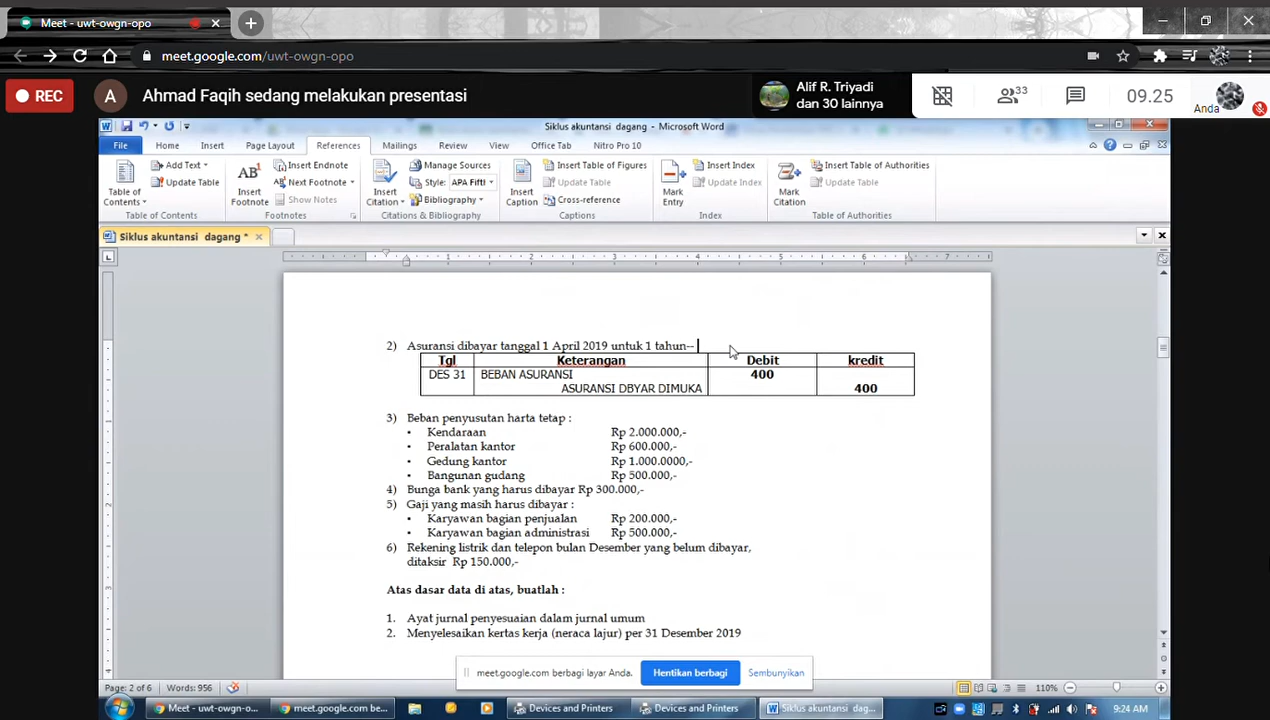 Meet - uwt-owgn-opo
meet.google.com/uwt-owgn-opo
REC
A
Ahmad Faqih sedang melakukan presentasi
Alif R. Triyadi
dan 30 lainnya
33
09.25
Anda
Siklus akuntansi dagang - Microsoft Word
File Home Insert Page Layout References Mailings Review View Office Tab Nitro Pro 10
Table of Contents
Add Text
Update Table
Table of Contents
AB1
Insert Footnote
Insert Endnote
Next Footnote
Show Notes
Footnotes
Insert Citation
Manage Sources
Style: APA Fift
Bibliography
Citations & Bibliography
Insert Caption
Insert Table of Figures
Update Table
Cross-reference
Captions
Mark Entry
Insert Index
Update Index
Index
Mark Citation
Insert Table of Authorities
Update Table
Table of Authorities
Siklus akuntansi dagang *
1 2 3 4 5 6 7
2) Asuransi dibayar tanggal 1 April 2019 untuk 1 tahun--
Tgl Keterangan Debit kredit
DES 31 BEBAN ASURANSI 400
ASURANSI DBYAR DIMUKA 400
3) Beban penyusutan harta tetap :
• Kendaraan Rp 2.000.000,-
• Peralatan kantor Rp 600.000,-
• Gedung kantor Rp 1.000.0000,-
• Bangunan gudang Rp 500.000,-
4) Bunga bank yang harus dibayar Rp 300.000,-
5) Gaji yang masih harus dibayar :
• Karyawan bagian penjualan Rp 200.000,-
• Karyawan bagian administrasi Rp 500.000,-
6) Rekening listrik dan telepon bulan Desember yang belum dibayar,
ditaksir Rp 150.000,-
Atas dasar data di atas, buatlah :
1. Ayat jurnal penyesuaian dalam jurnal umum
2. Menyelesaikan kertas kerja (neraca lajur) per 31 Desember 2019
meet.google.com berbagi layar Anda. Hentikan berbagi Sembunyikan
Page: 2 of 6 Words: 956 110%
Meet - uwt-owgn-o... meet.google.com be... Devices and Printers Devices and Printers Siklus akuntansi dag... 9:24 AM